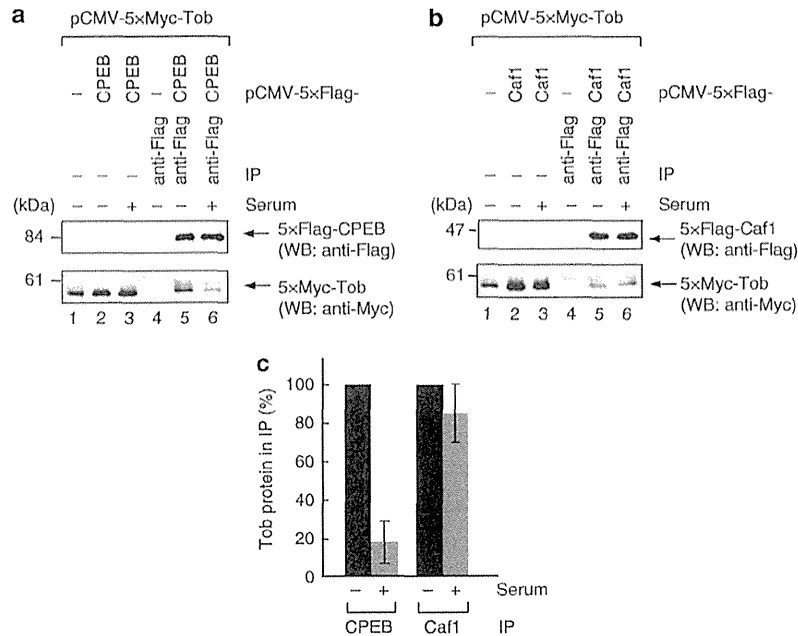 a
pCMV-5×Myc-Tob
– CPEB CPEB – CPEB CPEB pCMV-5×Flag-
– – – anti-Flag anti-Flag anti-Flag IP
(kDa) – – + – – + Serum
84 5×Flag-CPEB
(WB: anti-Flag)
61 5×Myc-Tob
(WB: anti-Myc)
1 2 3 4 5 6
b
pCMV-5×Myc-Tob
– Caf1 Caf1 – Caf1 Caf1 pCMV-5×Flag-
– – – anti-Flag anti-Flag anti-Flag IP
(kDa) – – + – – + Serum
47 5×Flag-Caf1
(WB: anti-Flag)
61 5×Myc-Tob
(WB: anti-Myc)
1 2 3 4 5 6
c
Tob protein in IP (%)
100
80
60
40
20
0
– + – + Serum
CPEB Caf1 IP